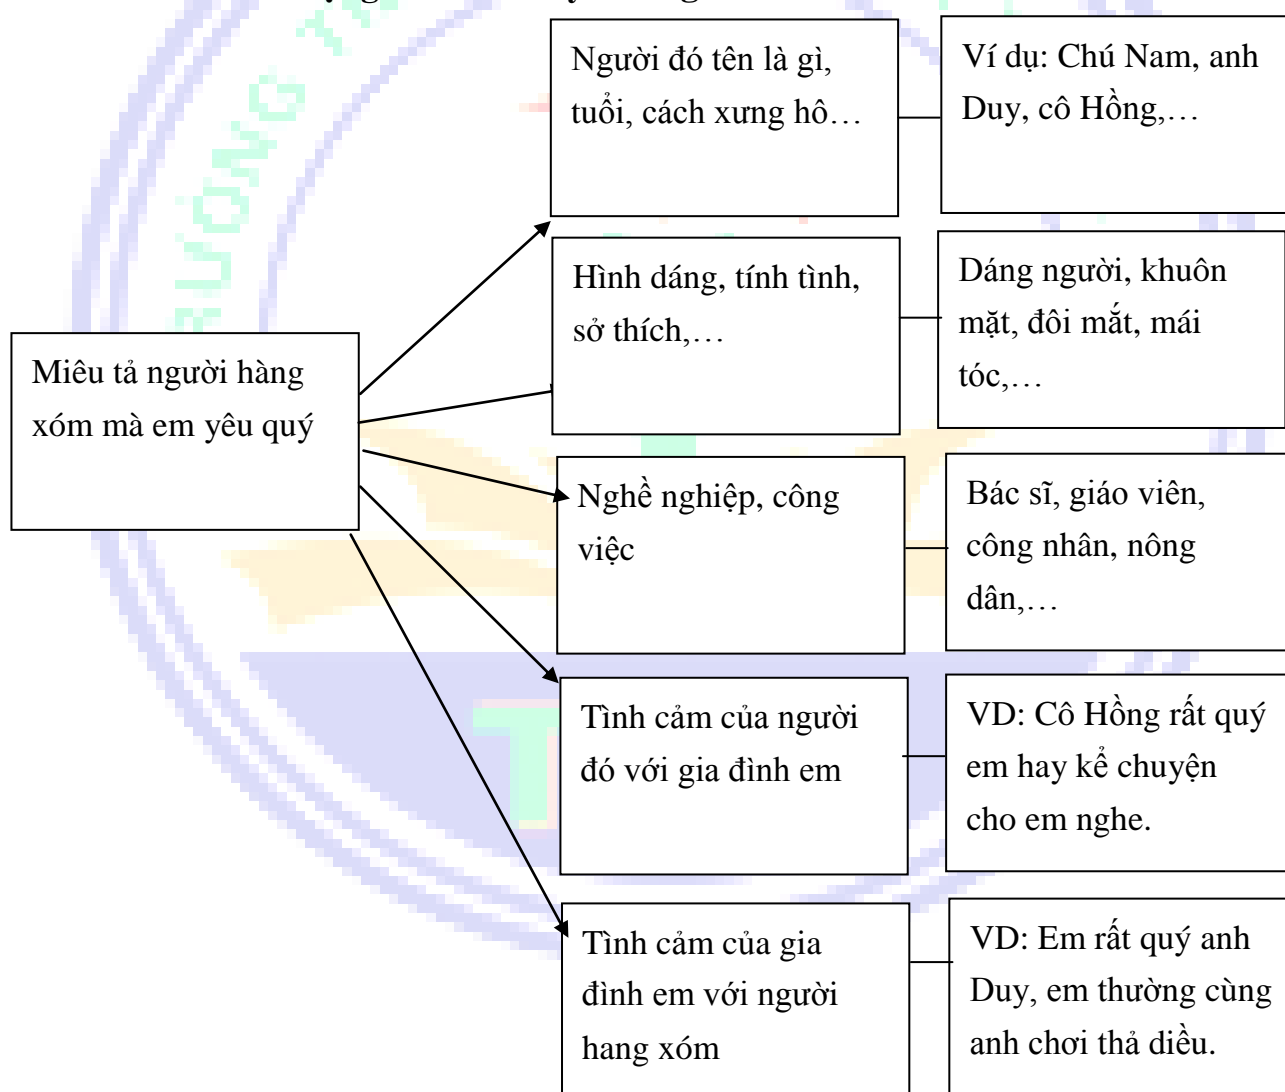 Người đó tên là gì,
tuổi, cách xưng hô…
Ví dụ: Chú Nam, anh
Duy, cô Hồng,…
Hình dáng, tính tình,
sở thích,…
Dáng người, khuôn
mặt, đôi mắt, mái
tóc,…
Miêu tả người hàng
xóm mà em yêu quý
Nghề nghiệp, công
việc
Bác sĩ, giáo viên,
công nhân, nông
dân,…
Tình cảm của người
đó với gia đình em
VD: Cô Hồng rất quý
em hay kể chuyện
cho em nghe.
Tình cảm của gia
đình em với người
hang xóm
VD: Em rất quý anh
Duy, em thường cùng
anh chơi thả diều.